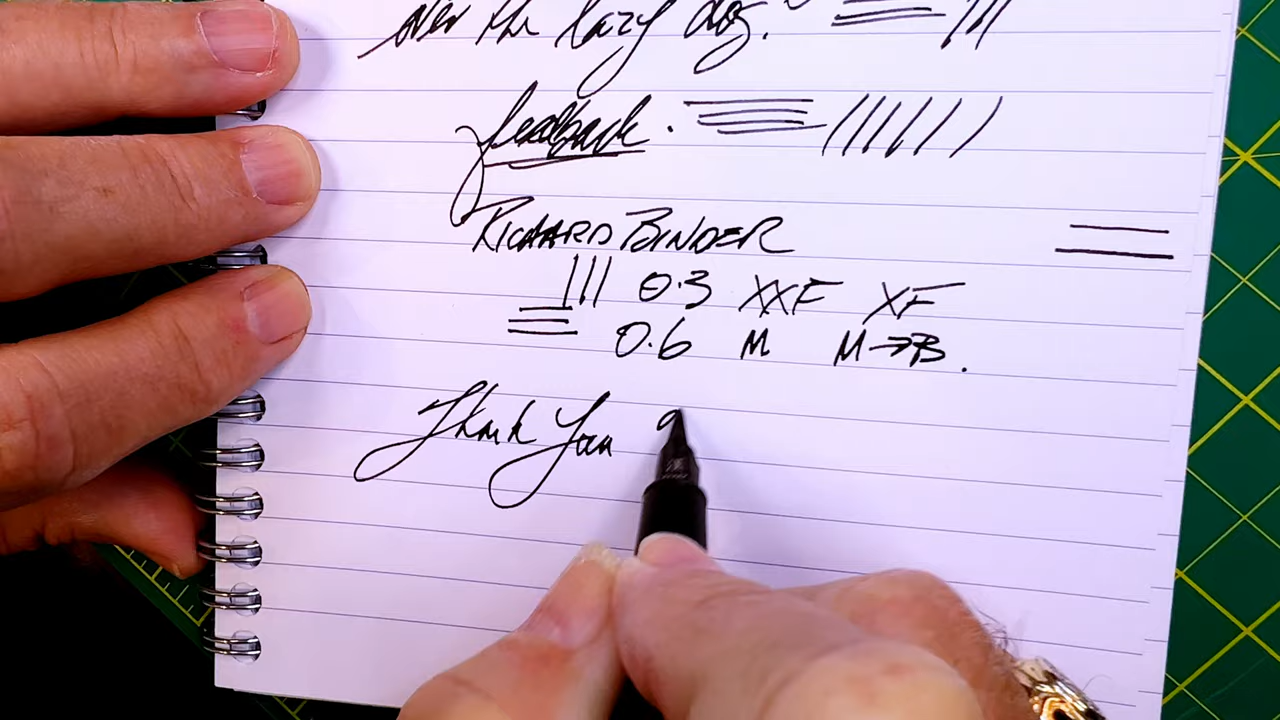 over the lazy dog.
feedback.
RICHARD BINDER
0.3 XXF XF
0.6 M M→B.
Thank You